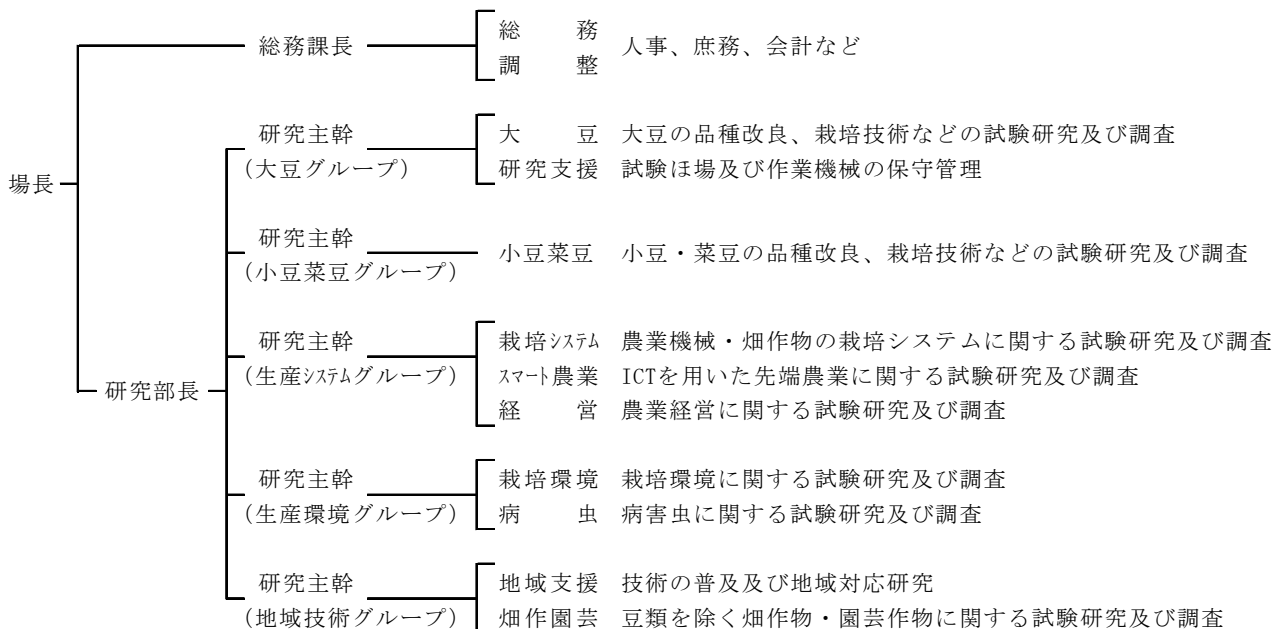 総務
総務課長 人事、庶務、会計など
調整
研究主幹 大豆 大豆の品種改良、栽培技術などの試験研究及び調査
(大豆グループ) 研究支援 試験ほ場及び作業機械の保守管理
場長
研究主幹
小豆菜豆 小豆・菜豆の品種改良、栽培技術などの試験研究及び調査
(小豆菜豆グループ)
研究主幹 栽培システム 農業機械・畑作物の栽培システムに関する試験研究及び調査
(生産システムグループ) スマート農業 ICTを用いた先端農業に関する試験研究及び調査
研究部長
経営 農業経営に関する試験研究及び調査
研究主幹 栽培環境 栽培環境に関する試験研究及び調査
(生産環境グループ) 病虫 病害虫に関する試験研究及び調査
研究主幹 地域支援 技術の普及及び地域対応研究
(地域技術グループ) 畑作園芸 豆類を除く畑作物・園芸作物に関する試験研究及び調査